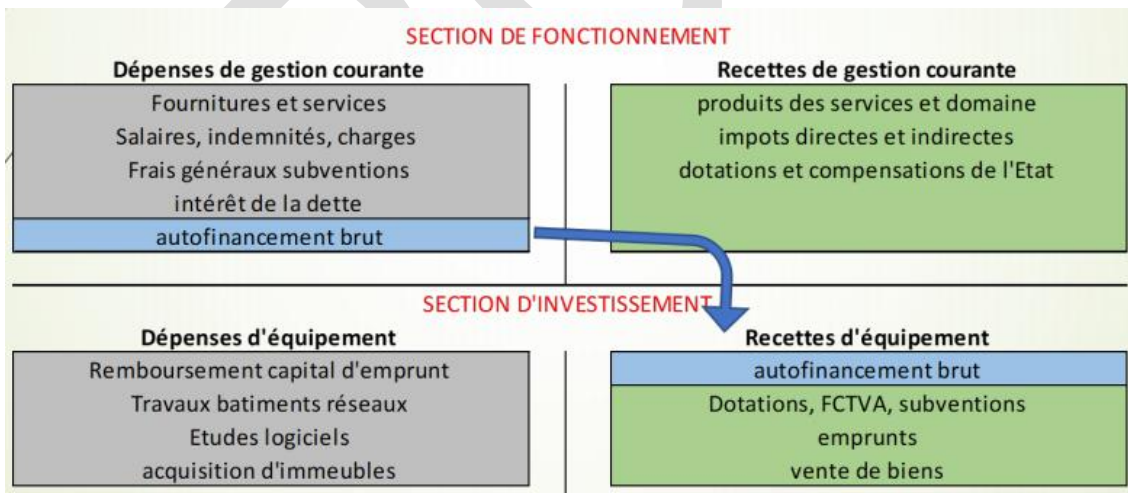 SECTION DE FONCTIONNEMENT
Dépenses de gestion courante
Fournitures et services
Salaires, indemnités, charges
Frais généraux subventions
intérêt de la dette
autofinancement brut
Recettes de gestion courante
produits des services et domaine
impots directes et indirectes
dotations et compensations de l'Etat
SECTION D'INVESTISSEMENT
Dépenses d'équipement
Remboursement capital d'emprunt
Travaux batiments réseaux
Etudes logiciels
acquisition d'immeubles
Recettes d'équipement
autofinancement brut
Dotations, FCTVA, subventions
emprunts
vente de biens